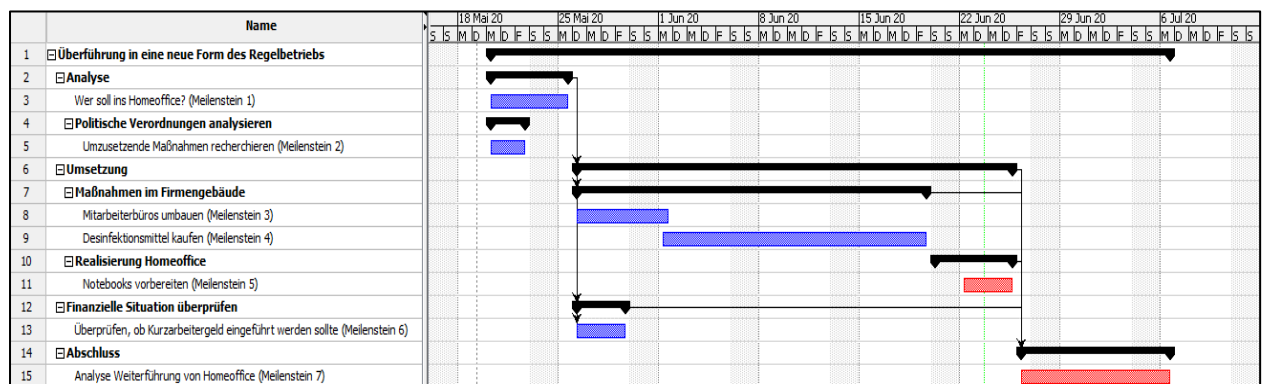 Name
18 Mai 20 25 Mai 20 1 Jun 20 8 Jun 20 15 Jun 20 22 Jun 20 29 Jun 20 6 Jul 20
S S M D M D F S S M D M D F S S M D M D F S S M D M D F S S M D M D F S S M D M D F S S M D M D F S S M D M D F S S
1 Überführung in eine neue Form des Regelbetriebs
2 Analyse
3 Wer soll ins Homeoffice? (Meilenstein 1)
4 Politische Verordnungen analysieren
5 Umzusetzende Maßnahmen recherchieren (Meilenstein 2)
6 Umsetzung
7 Maßnahmen im Firmengebäude
8 Mitarbeiterbüros umbauen (Meilenstein 3)
9 Desinfektionsmittel kaufen (Meilenstein 4)
10 Realisierung Homeoffice
11 Notebooks vorbereiten (Meilenstein 5)
12 Finanzielle Situation überprüfen
13 Überprüfen, ob Kurzarbeitergeld eingeführt werden sollte (Meilenstein 6)
14 Abschluss
15 Analyse Weiterführung von Homeoffice (Meilenstein 7)